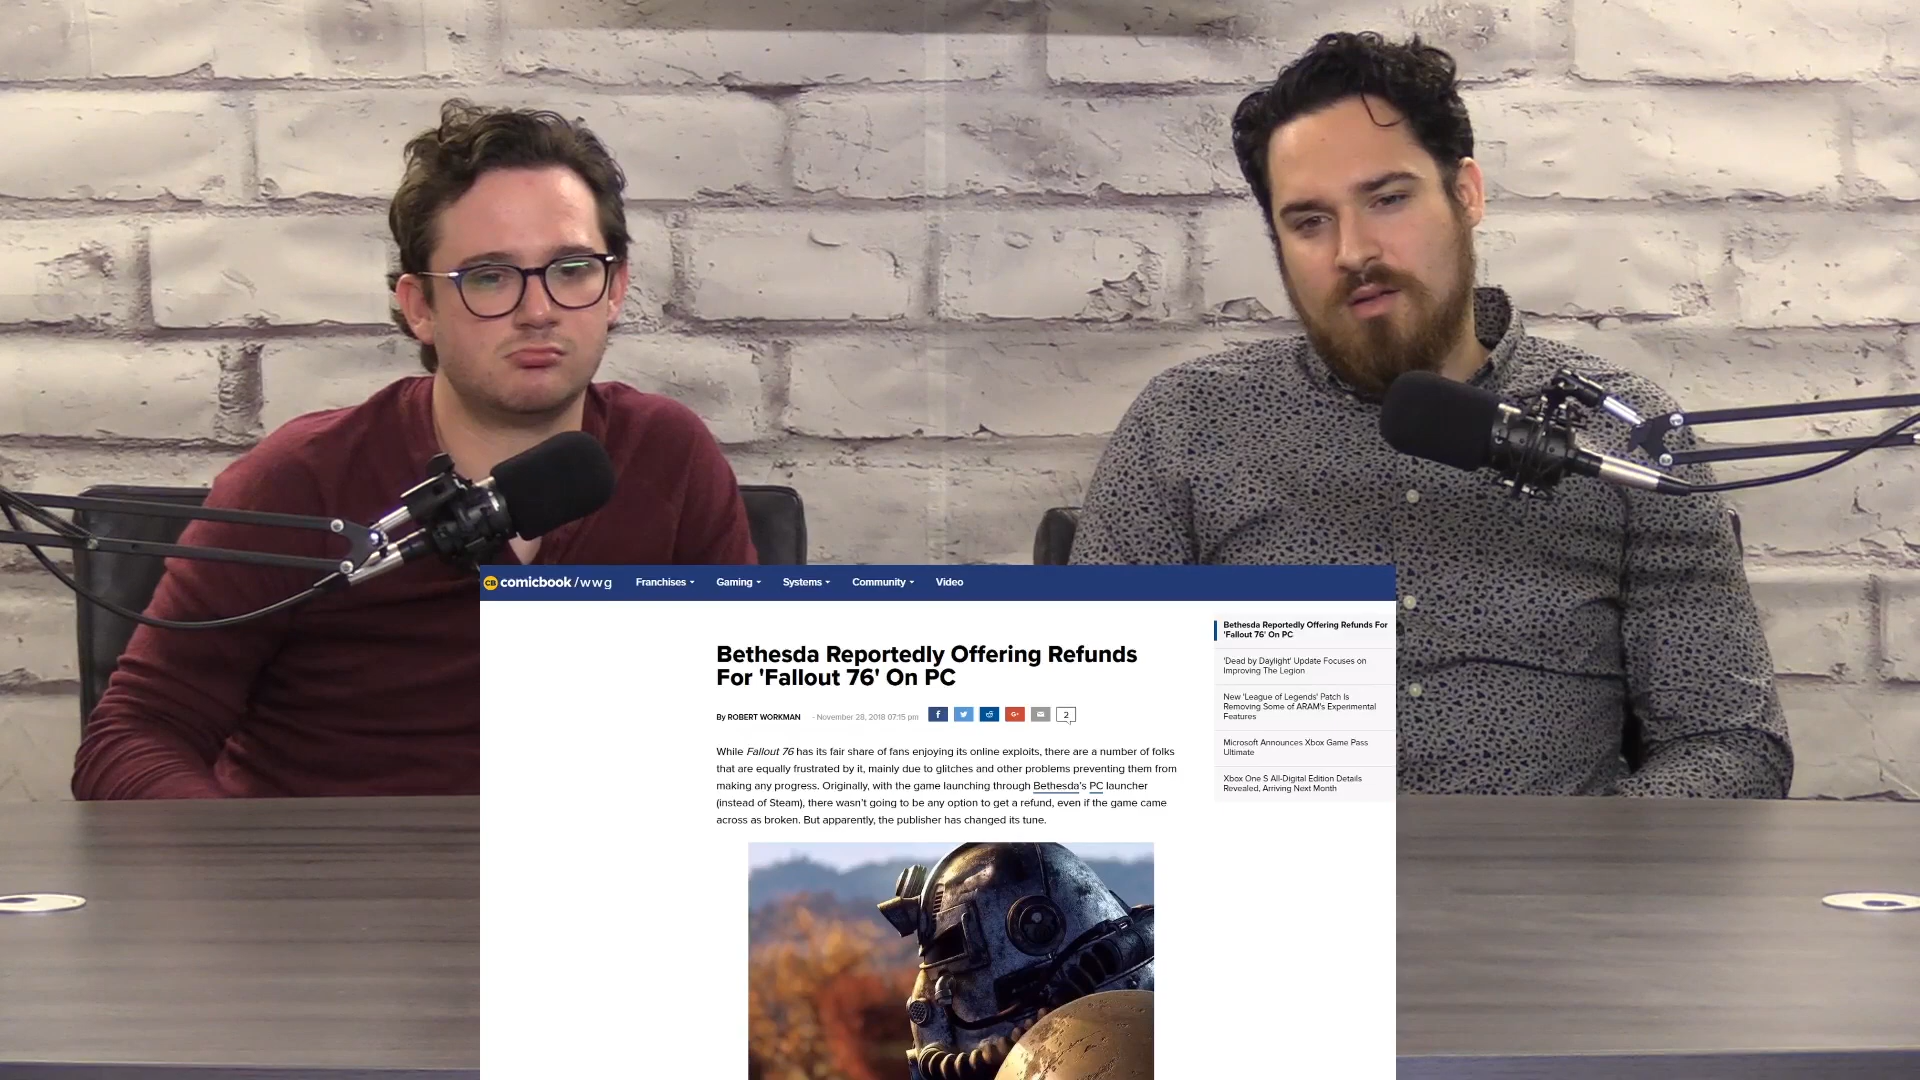 CB comicbook/wwg Franchises Gaming Systems Community Video
Bethesda Reportedly Offering Refunds
For 'Fallout 76' On PC
By ROBERT WORKMAN - November 28, 2018 07:15 pm f G+ 2
While Fallout 76 has its fair share of fans enjoying its online exploits, there are a number of folks
that are equally frustrated by it, mainly due to glitches and other problems preventing them from
making any progress. Originally, with the game launching through Bethesda's PC launcher
(instead of Steam), there wasn't going to be any option to get a refund, even if the game came
across as broken. But apparently, the publisher has changed its tune.
Bethesda Reportedly Offering Refunds For
'Fallout 76' On PC
'Dead by Daylight' Update Focuses on
Improving The Legion
New 'League of Legends' Patch Is
Removing Some of ARAM's Experimental
Features
Microsoft Announces Xbox Game Pass
Ultimate
Xbox One S All-Digital Edition Details
Revealed, Arriving Next Month